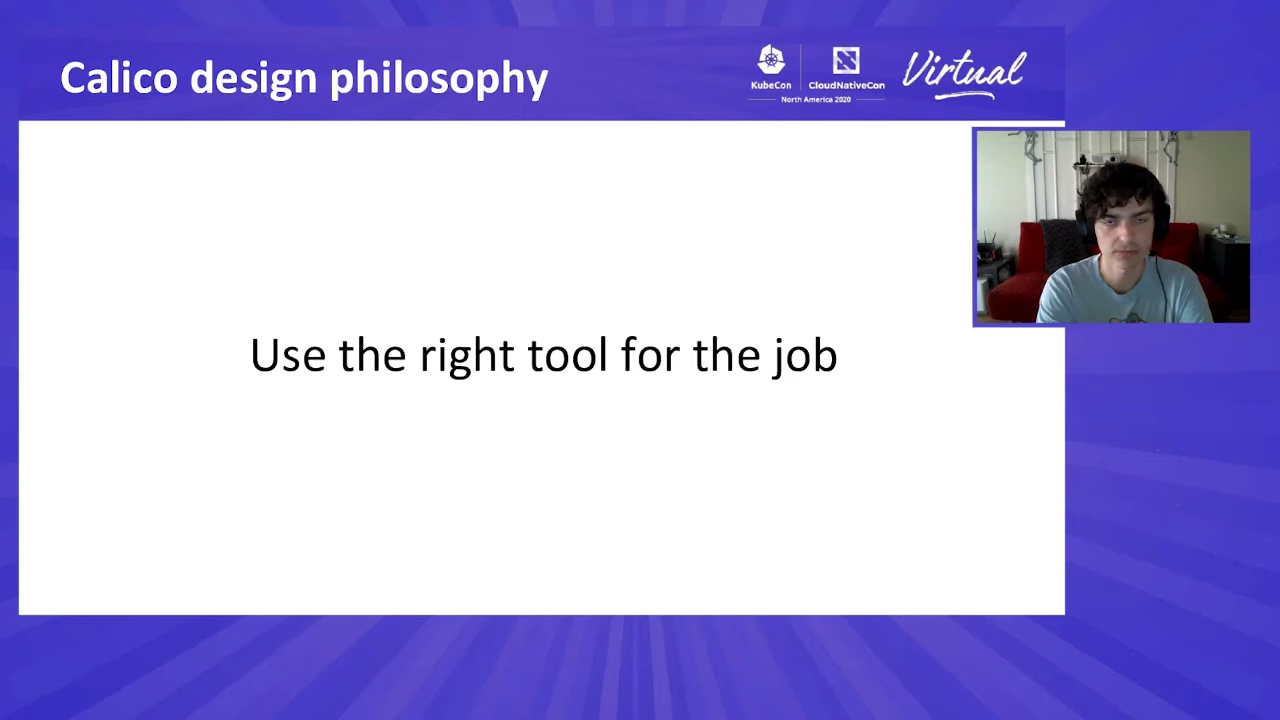 Calico design philosophy
KubeCon
CloudNativeCon
North America 2020
Virtual
Use the right tool for the job